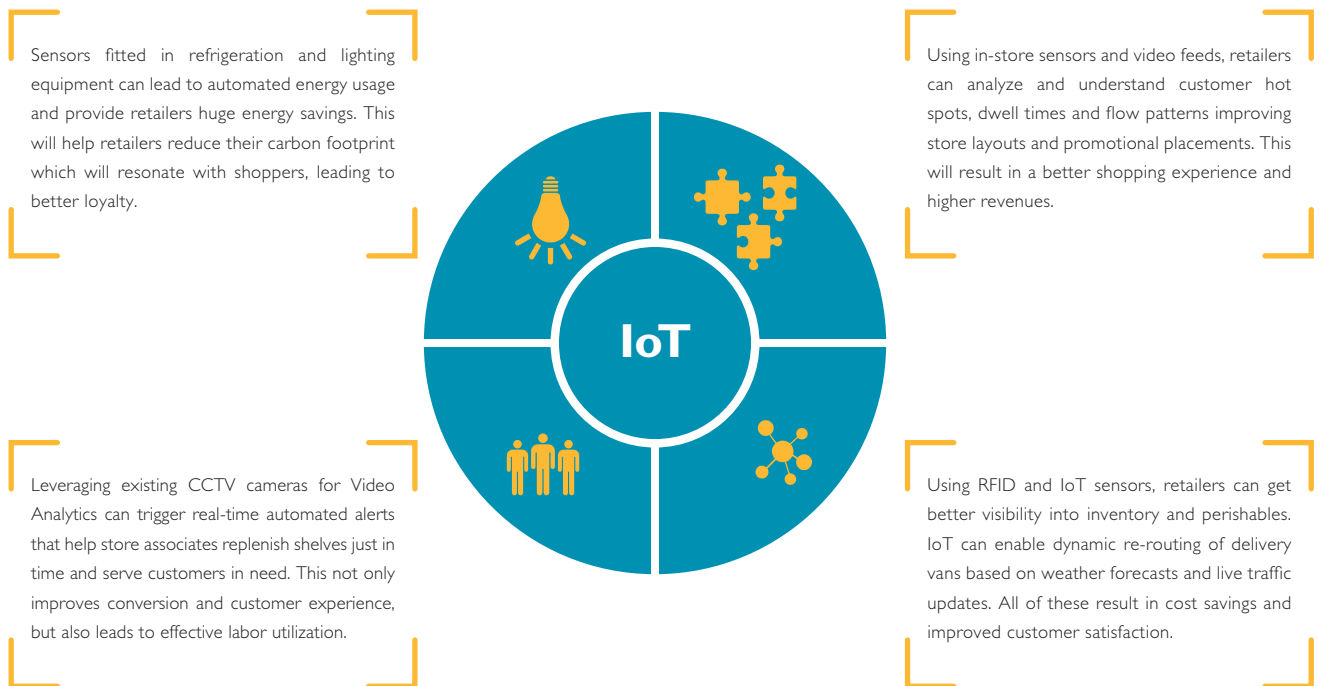 Sensors fitted in refrigeration and lighting
equipment can lead to automated energy usage
and provide retailers huge energy savings. This
will help retailers reduce their carbon footprint
which will resonate with shoppers, leading to
better loyalty.
Using in-store sensors and video feeds, retailers
can analyze and understand customer hot
spots, dwell times and flow patterns improving
store layouts and promotional placements. This
will result in a better shopping experience and
higher revenues.
IoT
Leveraging existing CCTV cameras for Video
Analytics can trigger real-time automated alerts
that help store associates replenish shelves just in
time and serve customers in need. This not only
improves conversion and customer experience,
but also leads to effective labor utilization.
Using RFID and IoT sensors, retailers can get
better visibility into inventory and perishables.
IoT can enable dynamic re-routing of delivery
vans based on weather forecasts and live traffic
updates. All of these result in cost savings and
improved customer satisfaction.